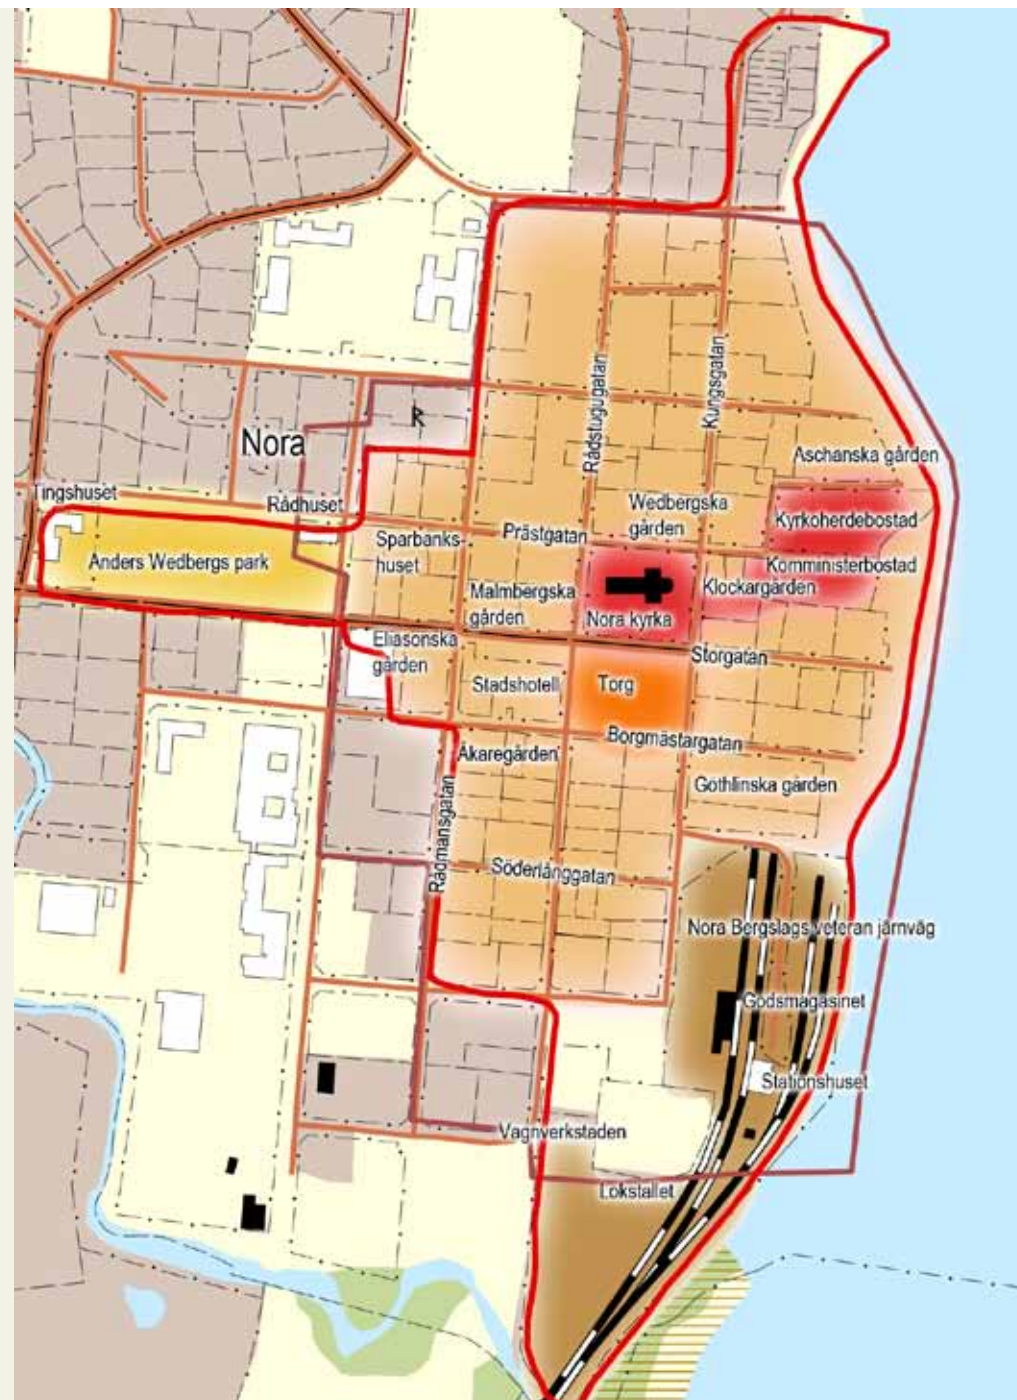 Rådstugugatan
Kungsgatan
Nora
Aschanska gården
Tingshuset
Rådhuset
Wedbergska
gården
Kyrkoherdebostad
Prästgatan
Sparbanks-
huset
Anders Wedbergs park
Komministerbostad
Klockargården
Malmbergska
gården
Nora kyrka
Eliasonska
gården
Storgatan
Stadshotell
Torg
Borgmästargatan
Åkaregården
Göthlinska gården
Rådmansgatan
Söderlånggatan
Nora Bergslags veteran järnväg
Godsmagasinet
Stationshuset
Vagnverkstaden
Lokstallet